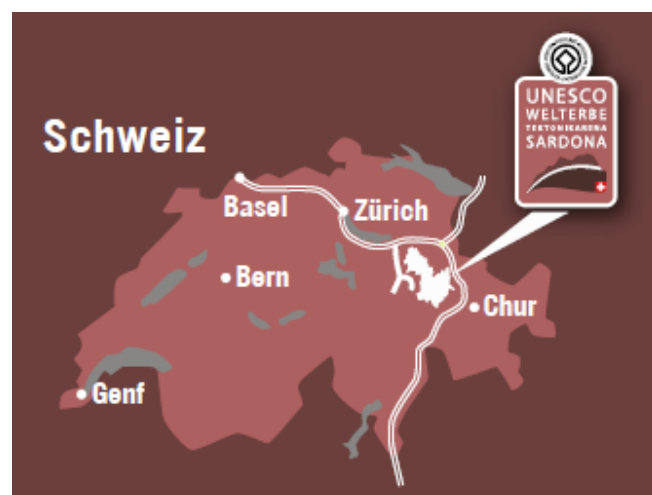 UNESCO
WELTERBE
TEKTONIKARENA
SARDONA
Schweiz
Basel
Zürich
Bern
Chur
Genf